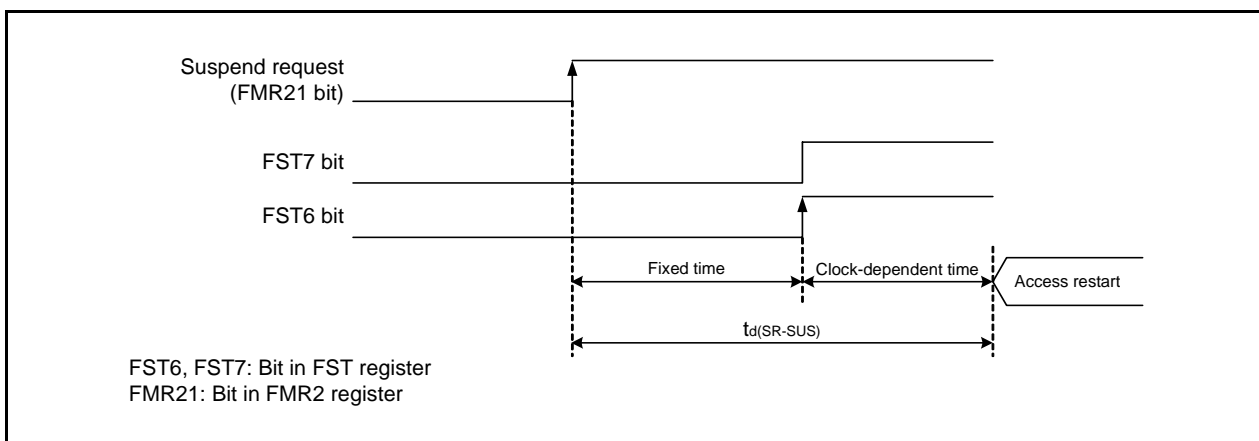 Suspend request
(FMR21 bit)
FST7 bit
FST6 bit
Fixed time
Clock-dependent time
Access restart
td(SR-SUS)
FST6, FST7: Bit in FST register
FMR21: Bit in FMR2 register